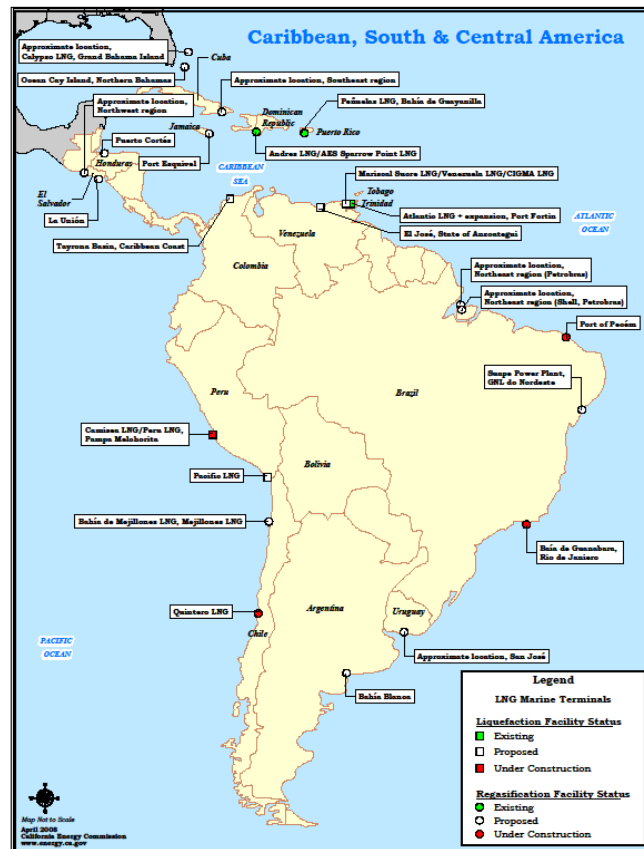 Caribbean, South & Central America
Approximate location,
Calypso LNG, Grand Bahama Island
Cuba
Ocean Cay Island, Northern Bahamas
Approximate location, Southeast region
Approximate location,
Northwest region
Dominican
Republic
Peñuelas LNG, Bahía de Guayanilla
Jamaica
Puerto Rico
Puerto Cortés
Honduras
Port Esquivel
Andres LNG/AES Sparrow Point LNG
CARIBBEAN
SEA
Mariscal Sucre LNG/Venezuela LNG/CIGMA LNG
El
Salvador
Tobago
Trinidad
La Unión
Atlantic LNG + expansion, Port Fortin
ATLANTIC
OCEAN
El José, State of Anzoategui
Tayrona Basin, Caribbean Coast
Venezuela
Colombia
Approximate location,
Northeast region (Petrobras)
Approximate location,
Northeast region (Shell, Petrobras)
Port of Pecém
Suape Power Plant,
GNL do Nordeste
Peru
Brazil
Camisea LNG/Peru LNG,
Pampa Melchorita
Bolivia
Pacific LNG
Bahía de Mejillones LNG, Mejillones LNG
Baía de Guanabara,
Rio de Janiero
Quintero LNG
Argentina
Uruguay
Chile
PACIFIC
OCEAN
Approximate location, San José
Bahía Blanca
Legend
LNG Marine Terminals
Liquefaction Facility Status
Existing
Proposed
Under Construction
Regasification Facility Status
Existing
Proposed
Under Construction
Map Not to Scale
April 2008
California Energy Commission
www.energy.ca.gov